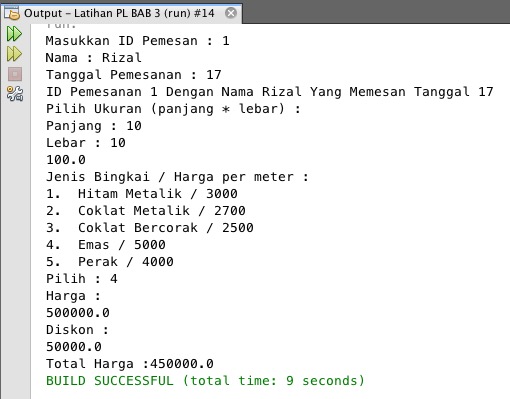 Output – Latihan PL BAB 3 (run) #14
run:
Masukkan ID Pemesan : 1
Nama : Rizal
Tanggal Pemesanan : 17
ID Pemesanan 1 Dengan Nama Rizal Yang Memesan Tanggal 17
Pilih Ukuran (panjang * lebar) :
Panjang : 10
Lebar : 10
100.0
Jenis Bingkai / Harga per meter :
1.  Hitam Metalik / 3000
2.  Coklat Metalik / 2700
3.  Coklat Bercorak / 2500
4.  Emas / 5000
5.  Perak / 4000
Pilih : 4
Harga :
500000.0
Diskon :
50000.0
Total Harga :450000.0
BUILD SUCCESSFUL (total time: 9 seconds)